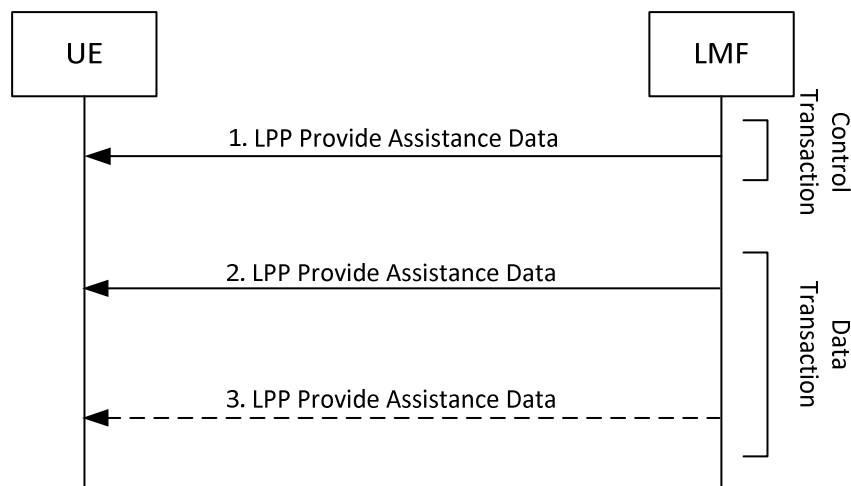 UE
LMF
1. LPP Provide Assistance Data
Control
Transaction
2. LPP Provide Assistance Data
Data
Transaction
3. LPP Provide Assistance Data